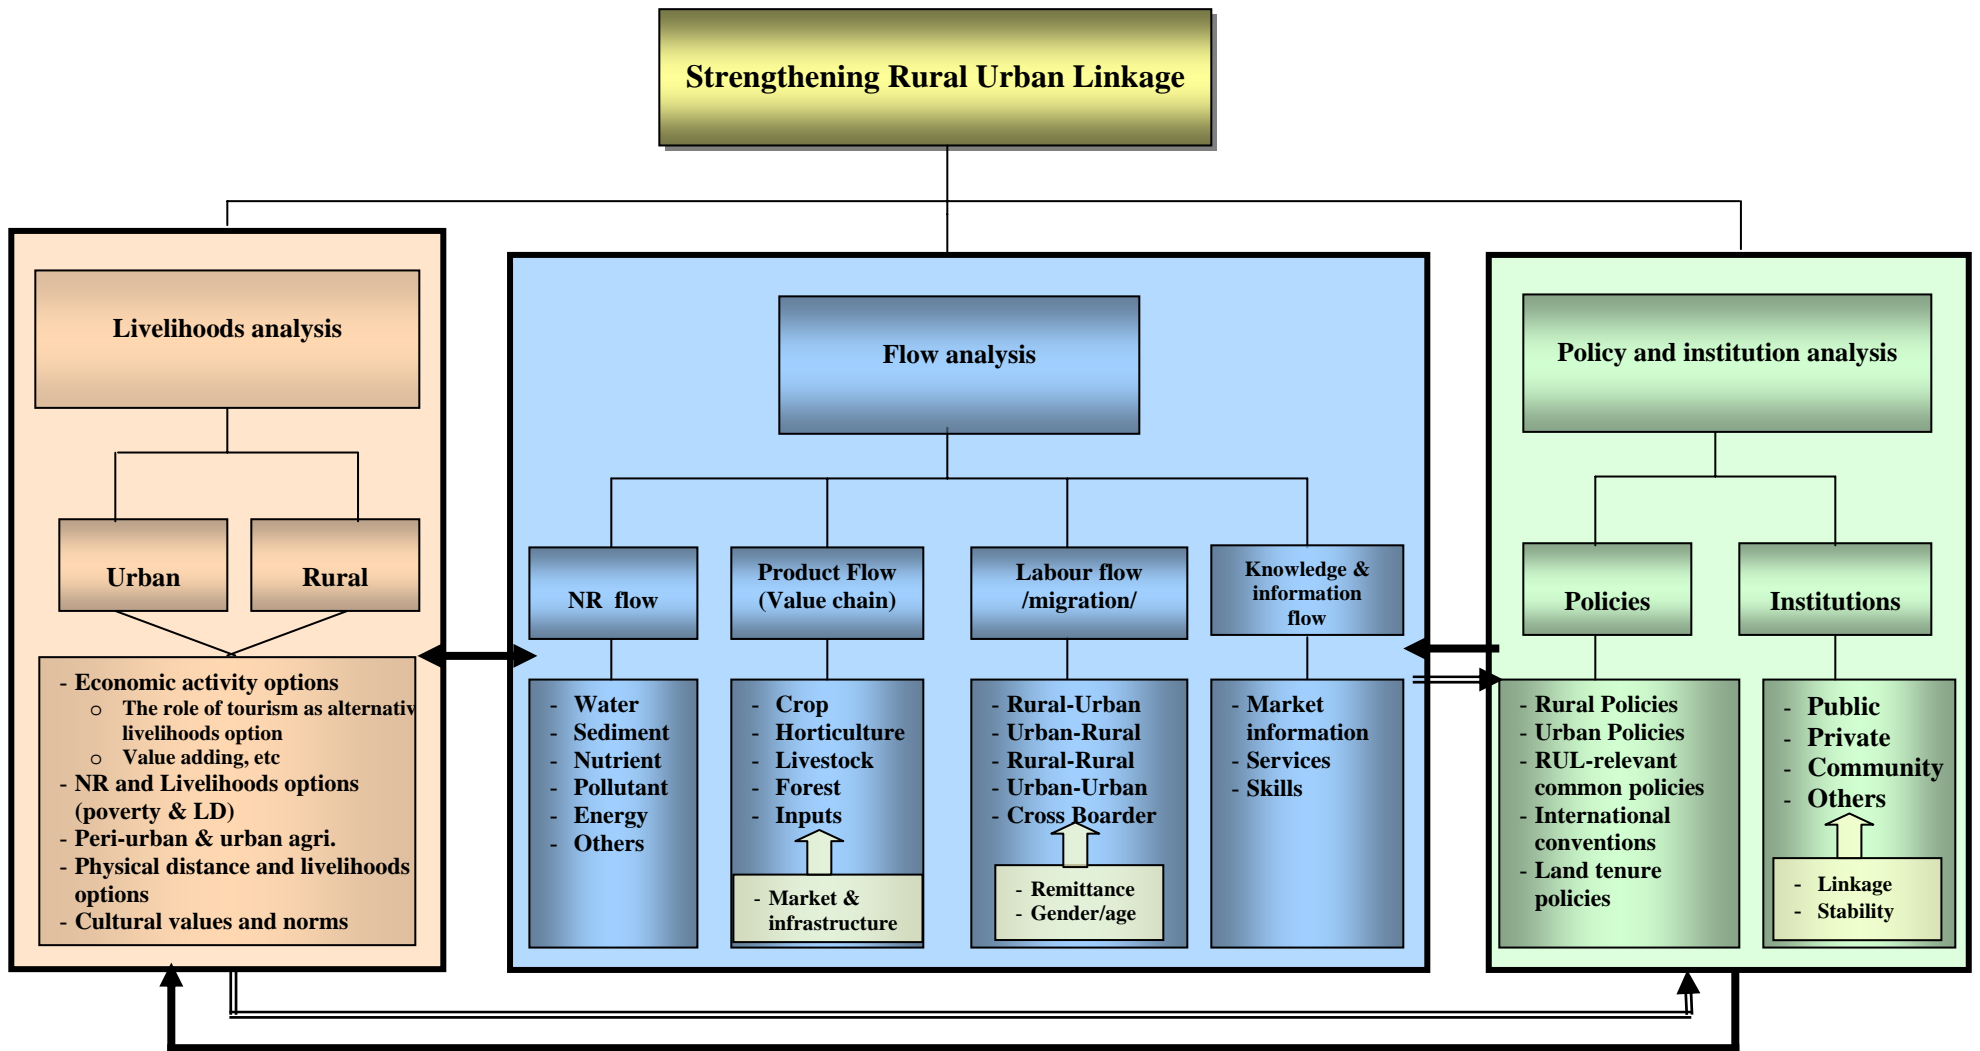 Strengthening Rural Urban Linkage
Livelihoods analysis
Urban
Rural
- Economic activity options
o The role of tourism as alternativ
livelihoods option
o Value adding, etc
- NR and Livelihoods options
(poverty & LD)
- Peri-urban & urban agri.
- Physical distance and livelihoods
options
- Cultural values and norms
Flow analysis
NR flow
- Water
- Sediment
- Nutrient
- Pollutant
- Energy
- Others
Product Flow
(Value chain)
- Crop
- Horticulture
- Livestock
- Forest
- Inputs
- Market &
infrastructure
Labour flow
/migration/
- Rural-Urban
- Urban-Rural
- Rural-Rural
- Urban-Urban
- Cross Boarder
- Remittance
- Gender/age
Knowledge &
information
flow
- Market
information
- Services
- Skills
Policy and institution analysis
Policies
- Rural Policies
- Urban Policies
- RUL-relevant
common policies
- International
conventions
- Land tenure
policies
Institutions
- Public
- Private
- Community
- Others
- Linkage
- Stability